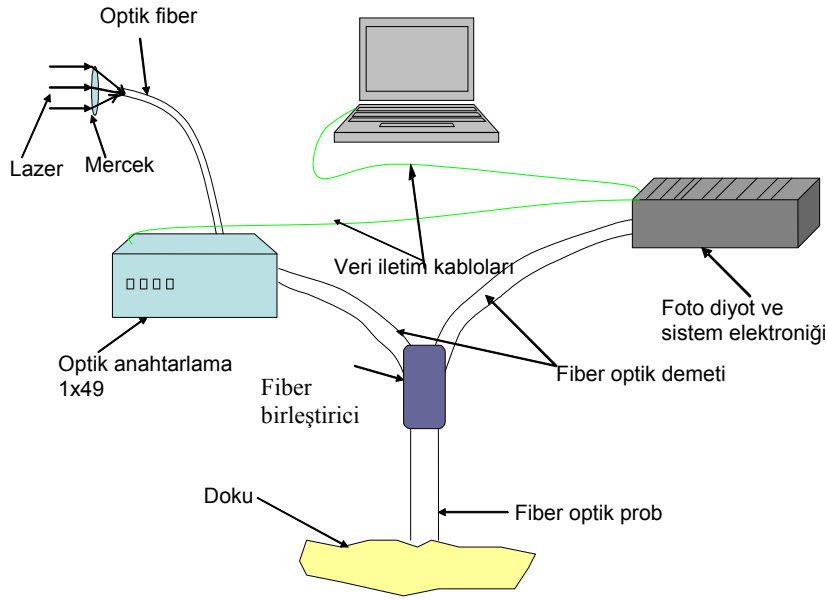 Optik fiber
Lazer
Mercek
Veri iletim kabloları
Foto diyot ve
sistem elektroniği
Optik anahtarlama
1x49
Fiber
birleştirici
Fiber optik demeti
Doku
Fiber optik prob